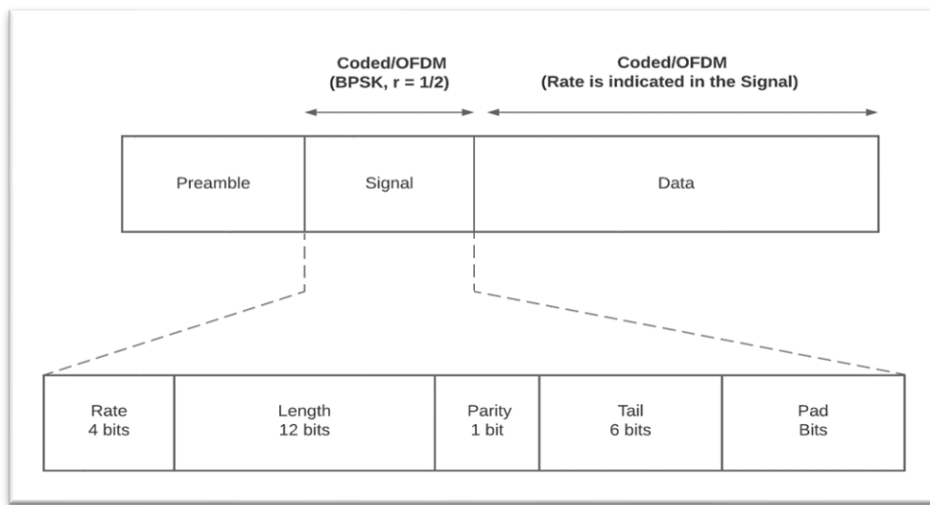 Coded/OFDM
(BPSK, r = 1/2)
Coded/OFDM
(Rate is indicated in the Signal)
Preamble
Signal
Data
Rate
4 bits
Length
12 bits
Parity
1 bit
Tail
6 bits
Pad
Bits